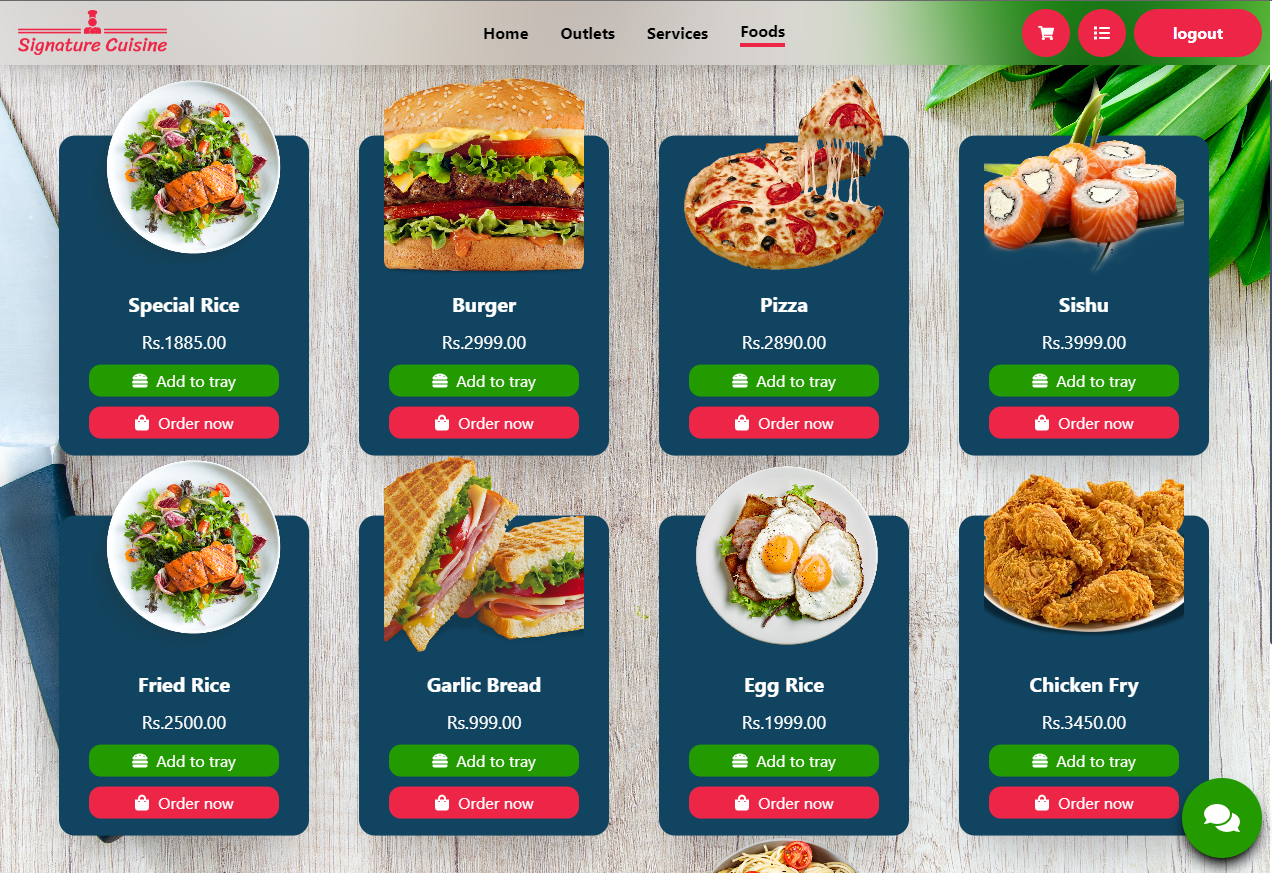 Signature Cuisine
Home Outlets Services Foods logout
Special Rice Burger Pizza Sishu
Rs.1885.00 Rs.2999.00 Rs.2890.00 Rs.3999.00
Add to tray Add to tray Add to tray Add to tray
Order now Order now Order now Order now
Fried Rice Garlic Bread Egg Rice Chicken Fry
Rs.2500.00 Rs.999.00 Rs.1999.00 Rs.3450.00
Add to tray Add to tray Add to tray Add to tray
Order now Order now Order now Order now